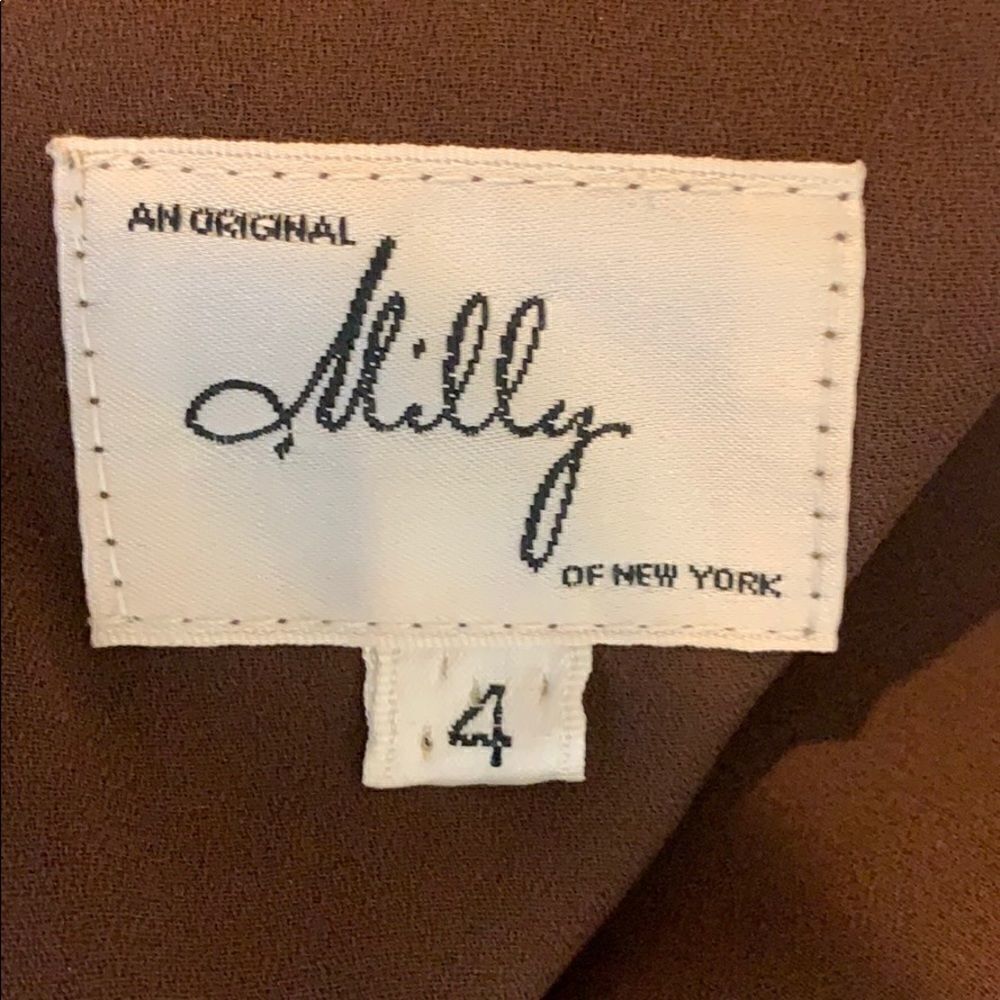 AN ORIGINAL
Milly
OF NEW YORK
4